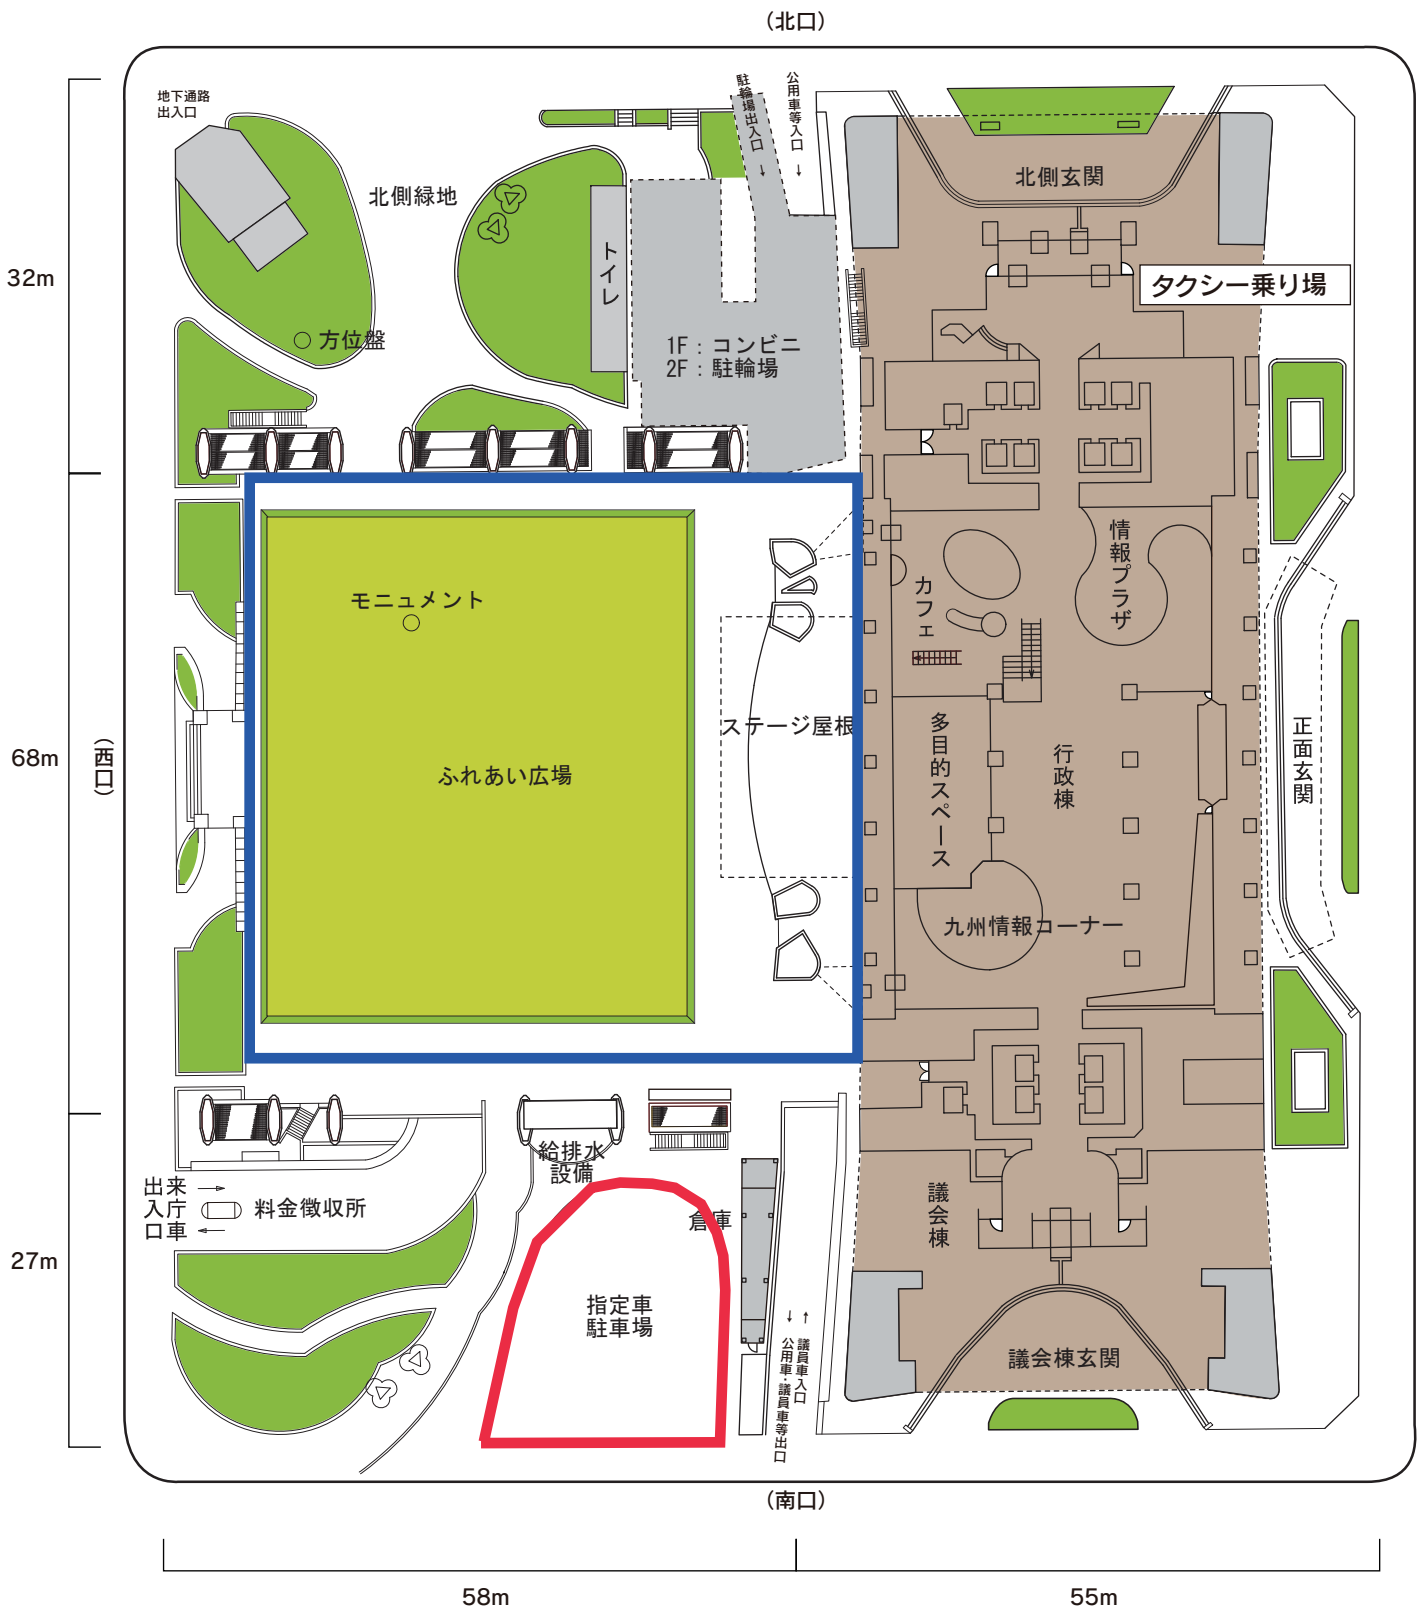 (北口)
地下通路
出入口
駐輪場出入口 ↓
公用車等入口 ↓
北側緑地
北側玄関
トイレ
タクシー乗り場
32m
方位盤
1F：コンビニ
2F：駐輪場
情報プラザ
カフェ
モニュメント
ステージ屋根
多目的スペース
行政棟
正面玄関
68m
(西口)
ふれあい広場
九州情報コーナー
給排水
設備
出来 →
入庁
口車 ←
料金徴収所
倉庫
議会棟
27m
指定車
駐車場
↑ 議員車入口
↓ 公用車・議員車等出口
議会棟玄関
(南口)
58m
55m